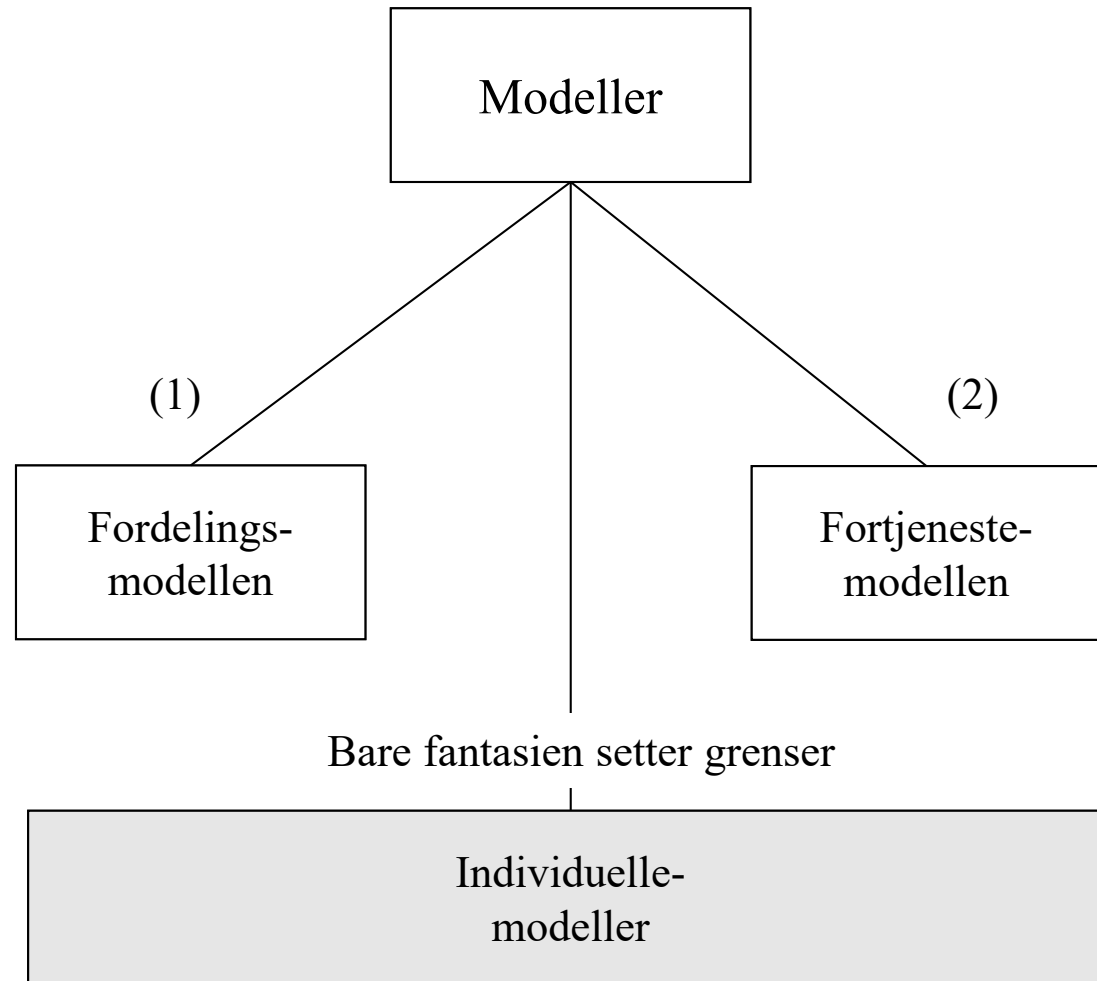 Modeller
(1)
(2)
Fordelings-
modellen
Fortjeneste-
modellen
Bare fantasien setter grenser
Individuelle-
modeller